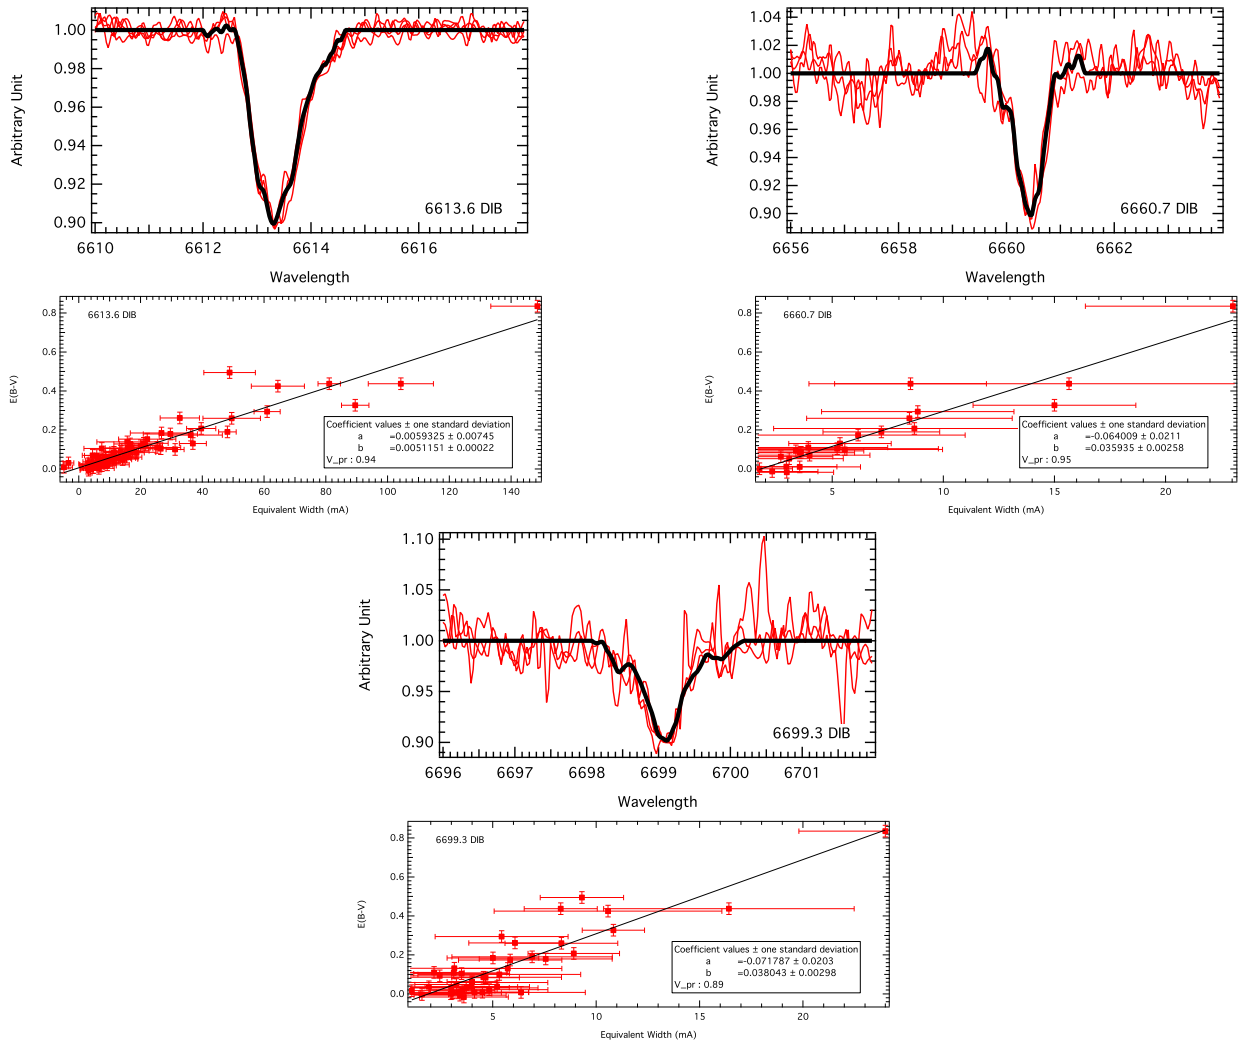 1.00
0.98
0.96
0.94
0.92
0.90
Arbitrary Unit
6613.6 DIB
6610 6612 6614 6616
Wavelength
1.04
1.02
1.00
0.98
0.96
0.94
0.92
0.90
Arbitrary Unit
6660.7 DIB
6656 6658 6660 6662
Wavelength
0.8
0.6
0.4
0.2
0.0
E(B-V)
6613.6 DIB
Coefficient values ± one standard deviation
a =0.0059325 ± 0.00745
b =0.0051151 ± 0.00022
V_pr : 0.94
0 20 40 60 80 100 120 140
Equivalent Width (mA)
0.8
0.6
0.4
0.2
0.0
E(B-V)
6660.7 DIB
Coefficient values ± one standard deviation
a =-0.064009 ± 0.0211
b =0.035935 ± 0.00258
V_pr : 0.95
5 10 15 20
Equivalent Width (mA)
1.10
1.05
1.00
0.95
0.90
Arbitrary Unit
6699.3 DIB
6696 6697 6698 6699 6700 6701
Wavelength
0.8
0.6
0.4
0.2
0.0
E(B-V)
6699.3 DIB
Coefficient values ± one standard deviation
a =-0.071787 ± 0.0203
b =0.038043 ± 0.00298
V_pr : 0.89
5 10 15 20
Equivalent Width (mA)